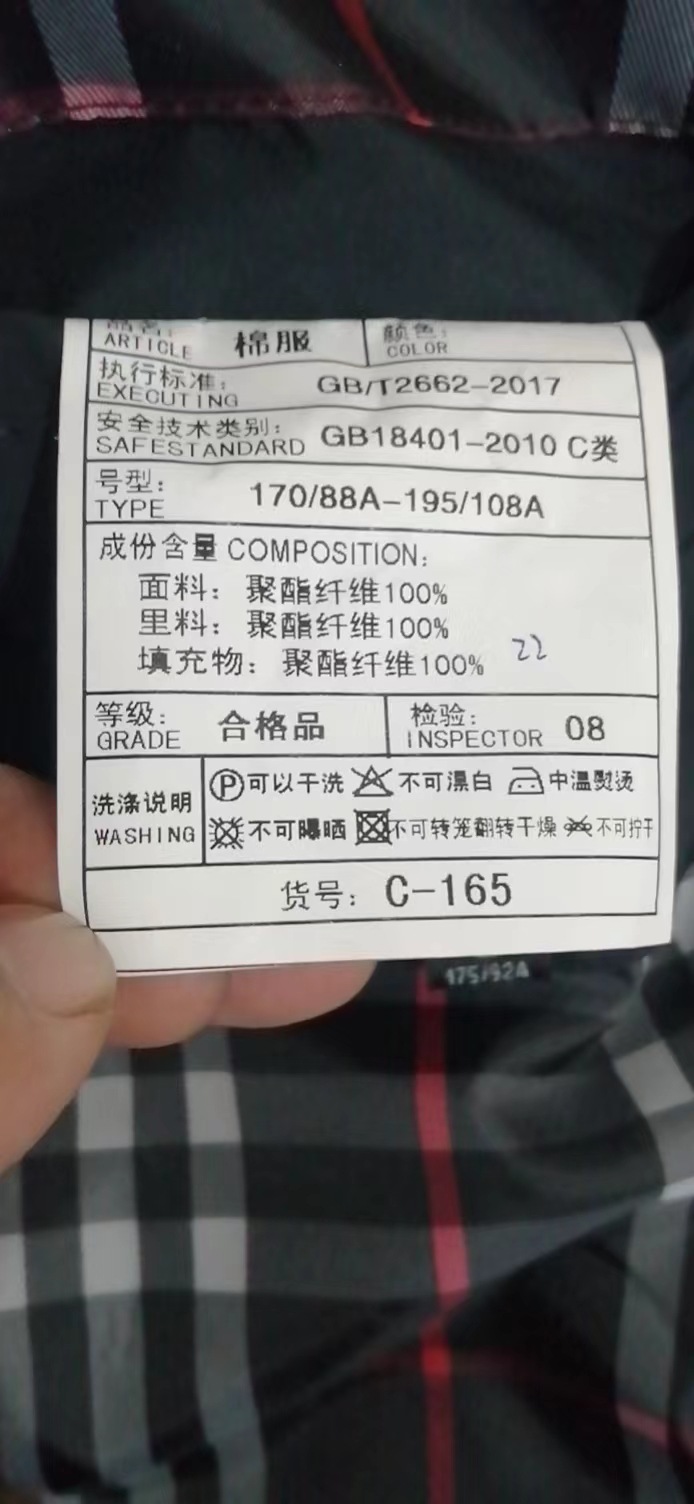 品名: 棉服 颜色:
ARTICLE COLOR
执行标准: GB/T2662-2017
EXECUTING
安全技术类别: GB18401-2010 C类
SAFESTANDARD
号型: 170/88A-195/108A
TYPE
成份含量 COMPOSITION:
面料: 聚酯纤维100%
里料: 聚酯纤维100%
填充物: 聚酯纤维100% 22
等级: 合格品 检验: 08
GRADE INSPECTOR
洗涤说明 P 可以干洗 不可漂白 中温熨烫
WASHING 不可曝晒 不可转笼翻转干燥 不可拧干
货号: C-165
175/92A